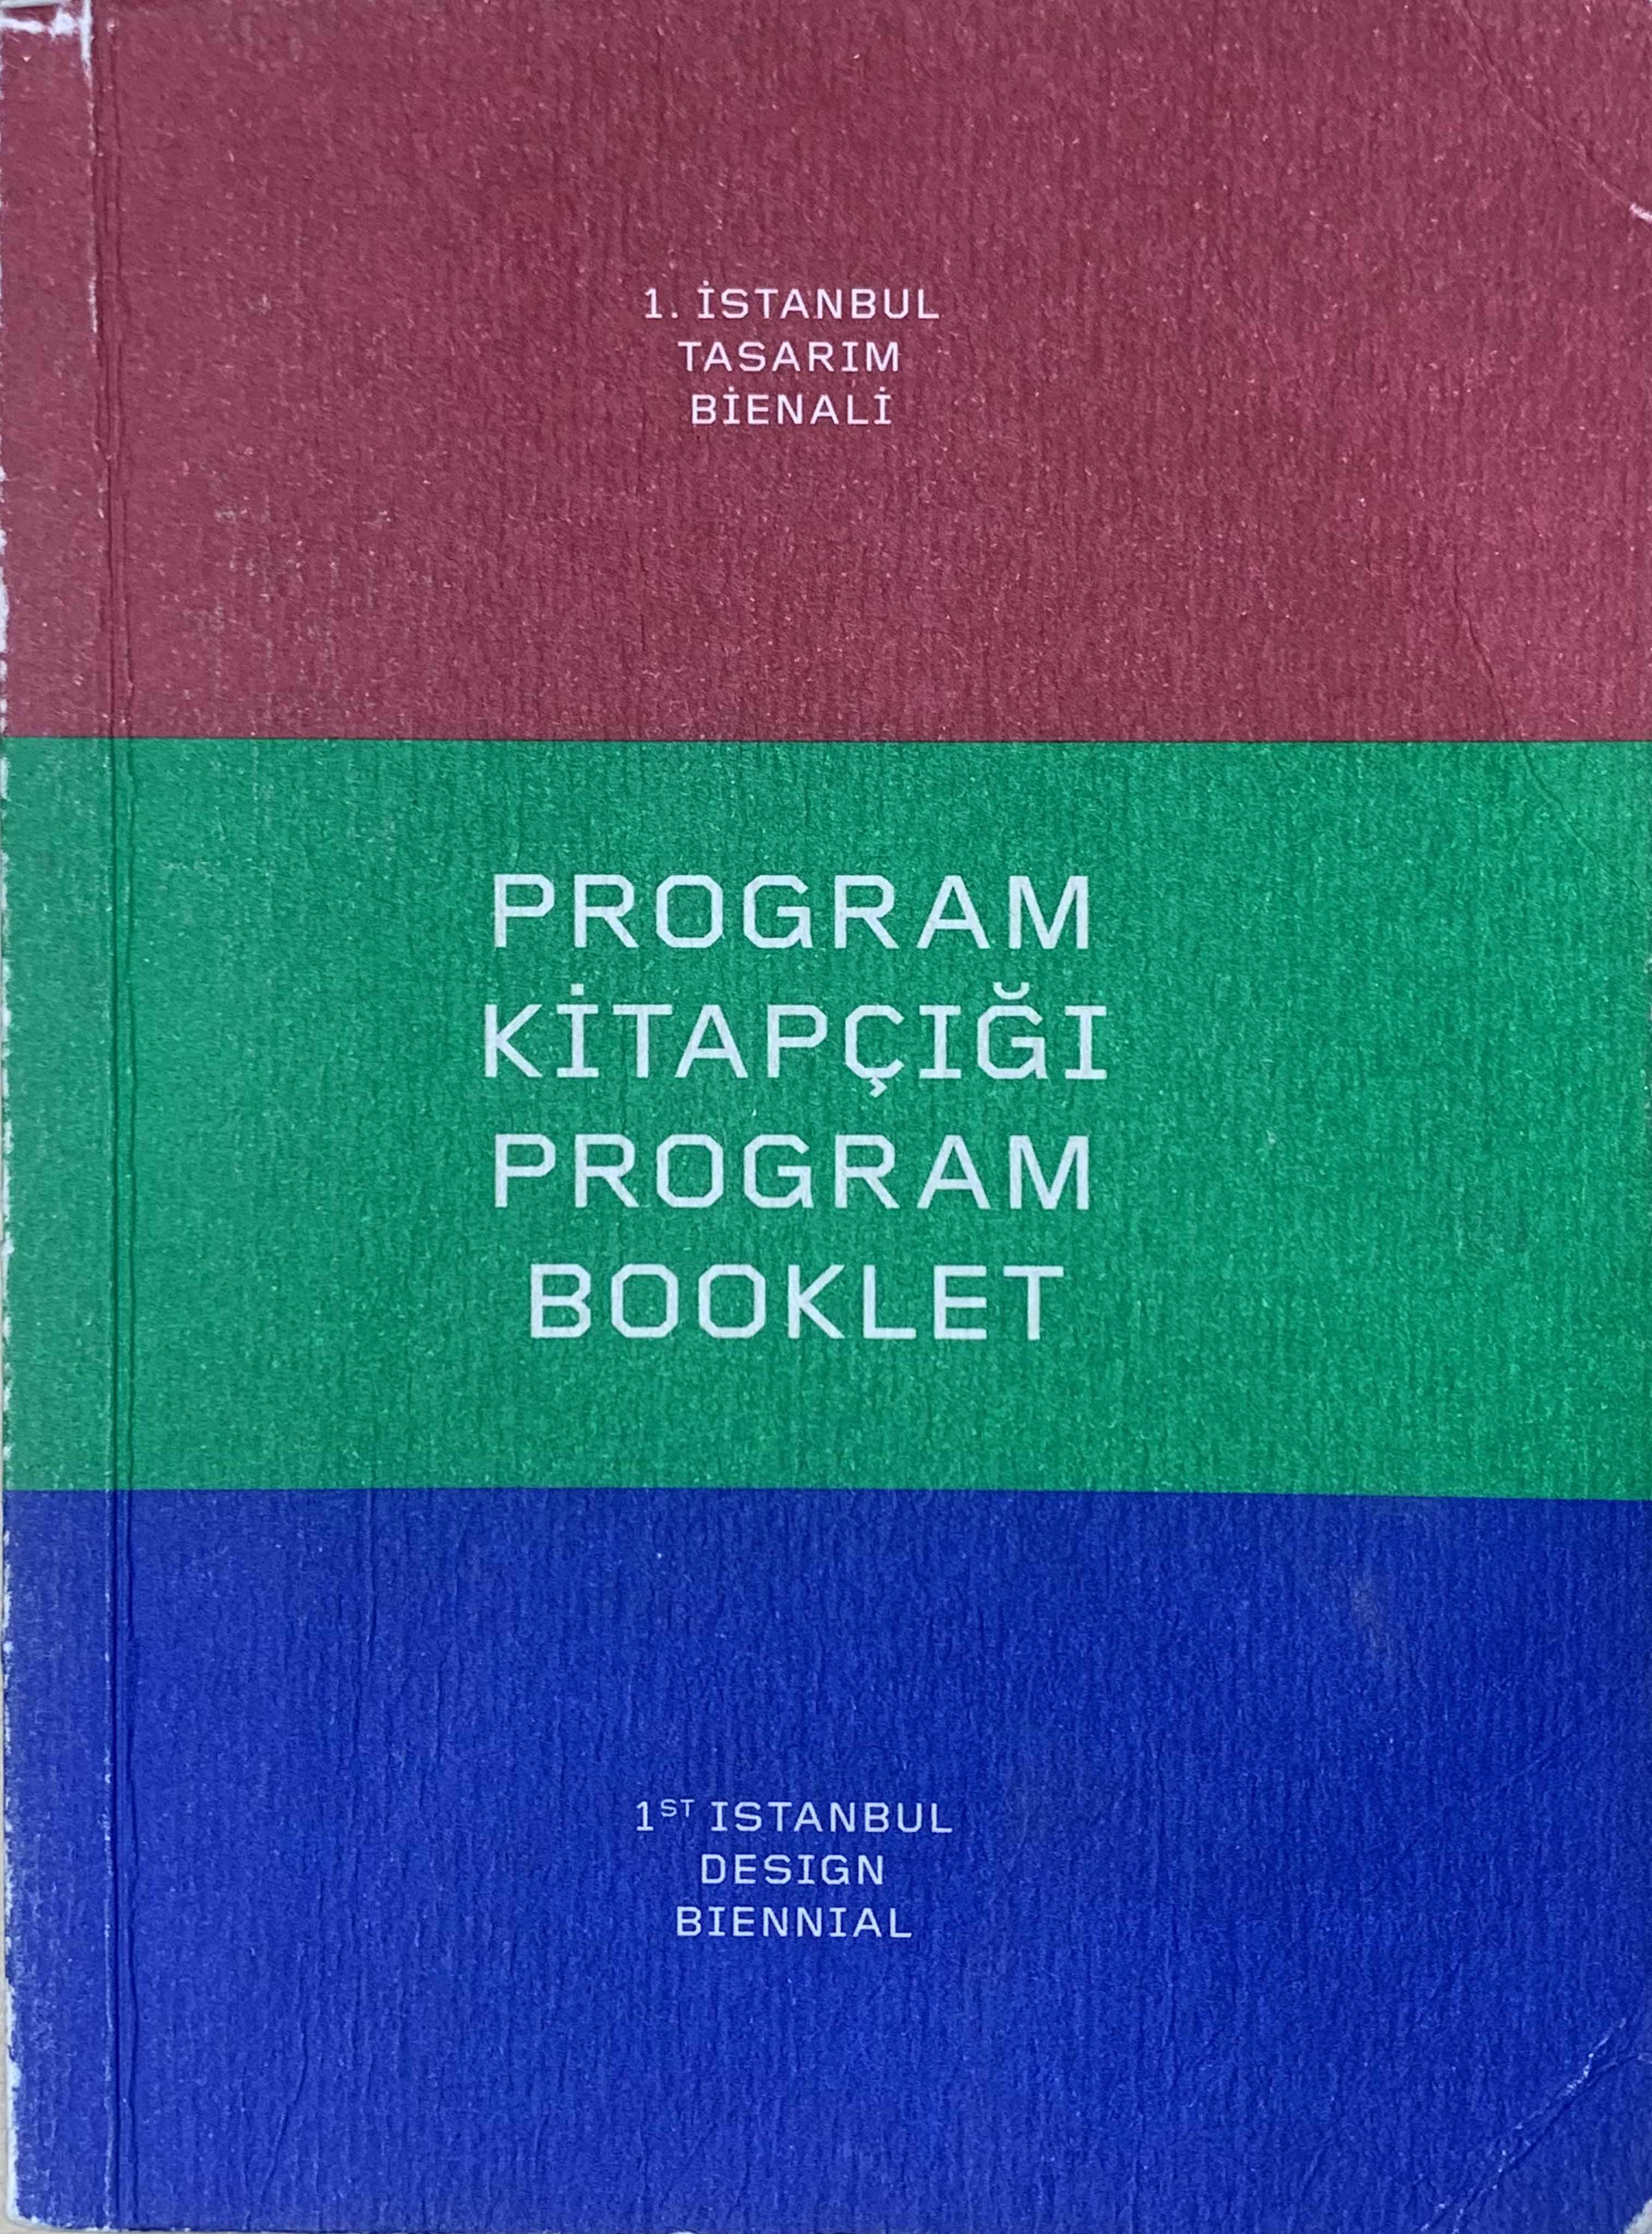 1. İSTANBUL
TASARIM
BİENALİ
PROGRAM
KİTAPÇIĞI
PROGRAM
BOOKLET
1ST ISTANBUL
DESIGN
BIENNIAL